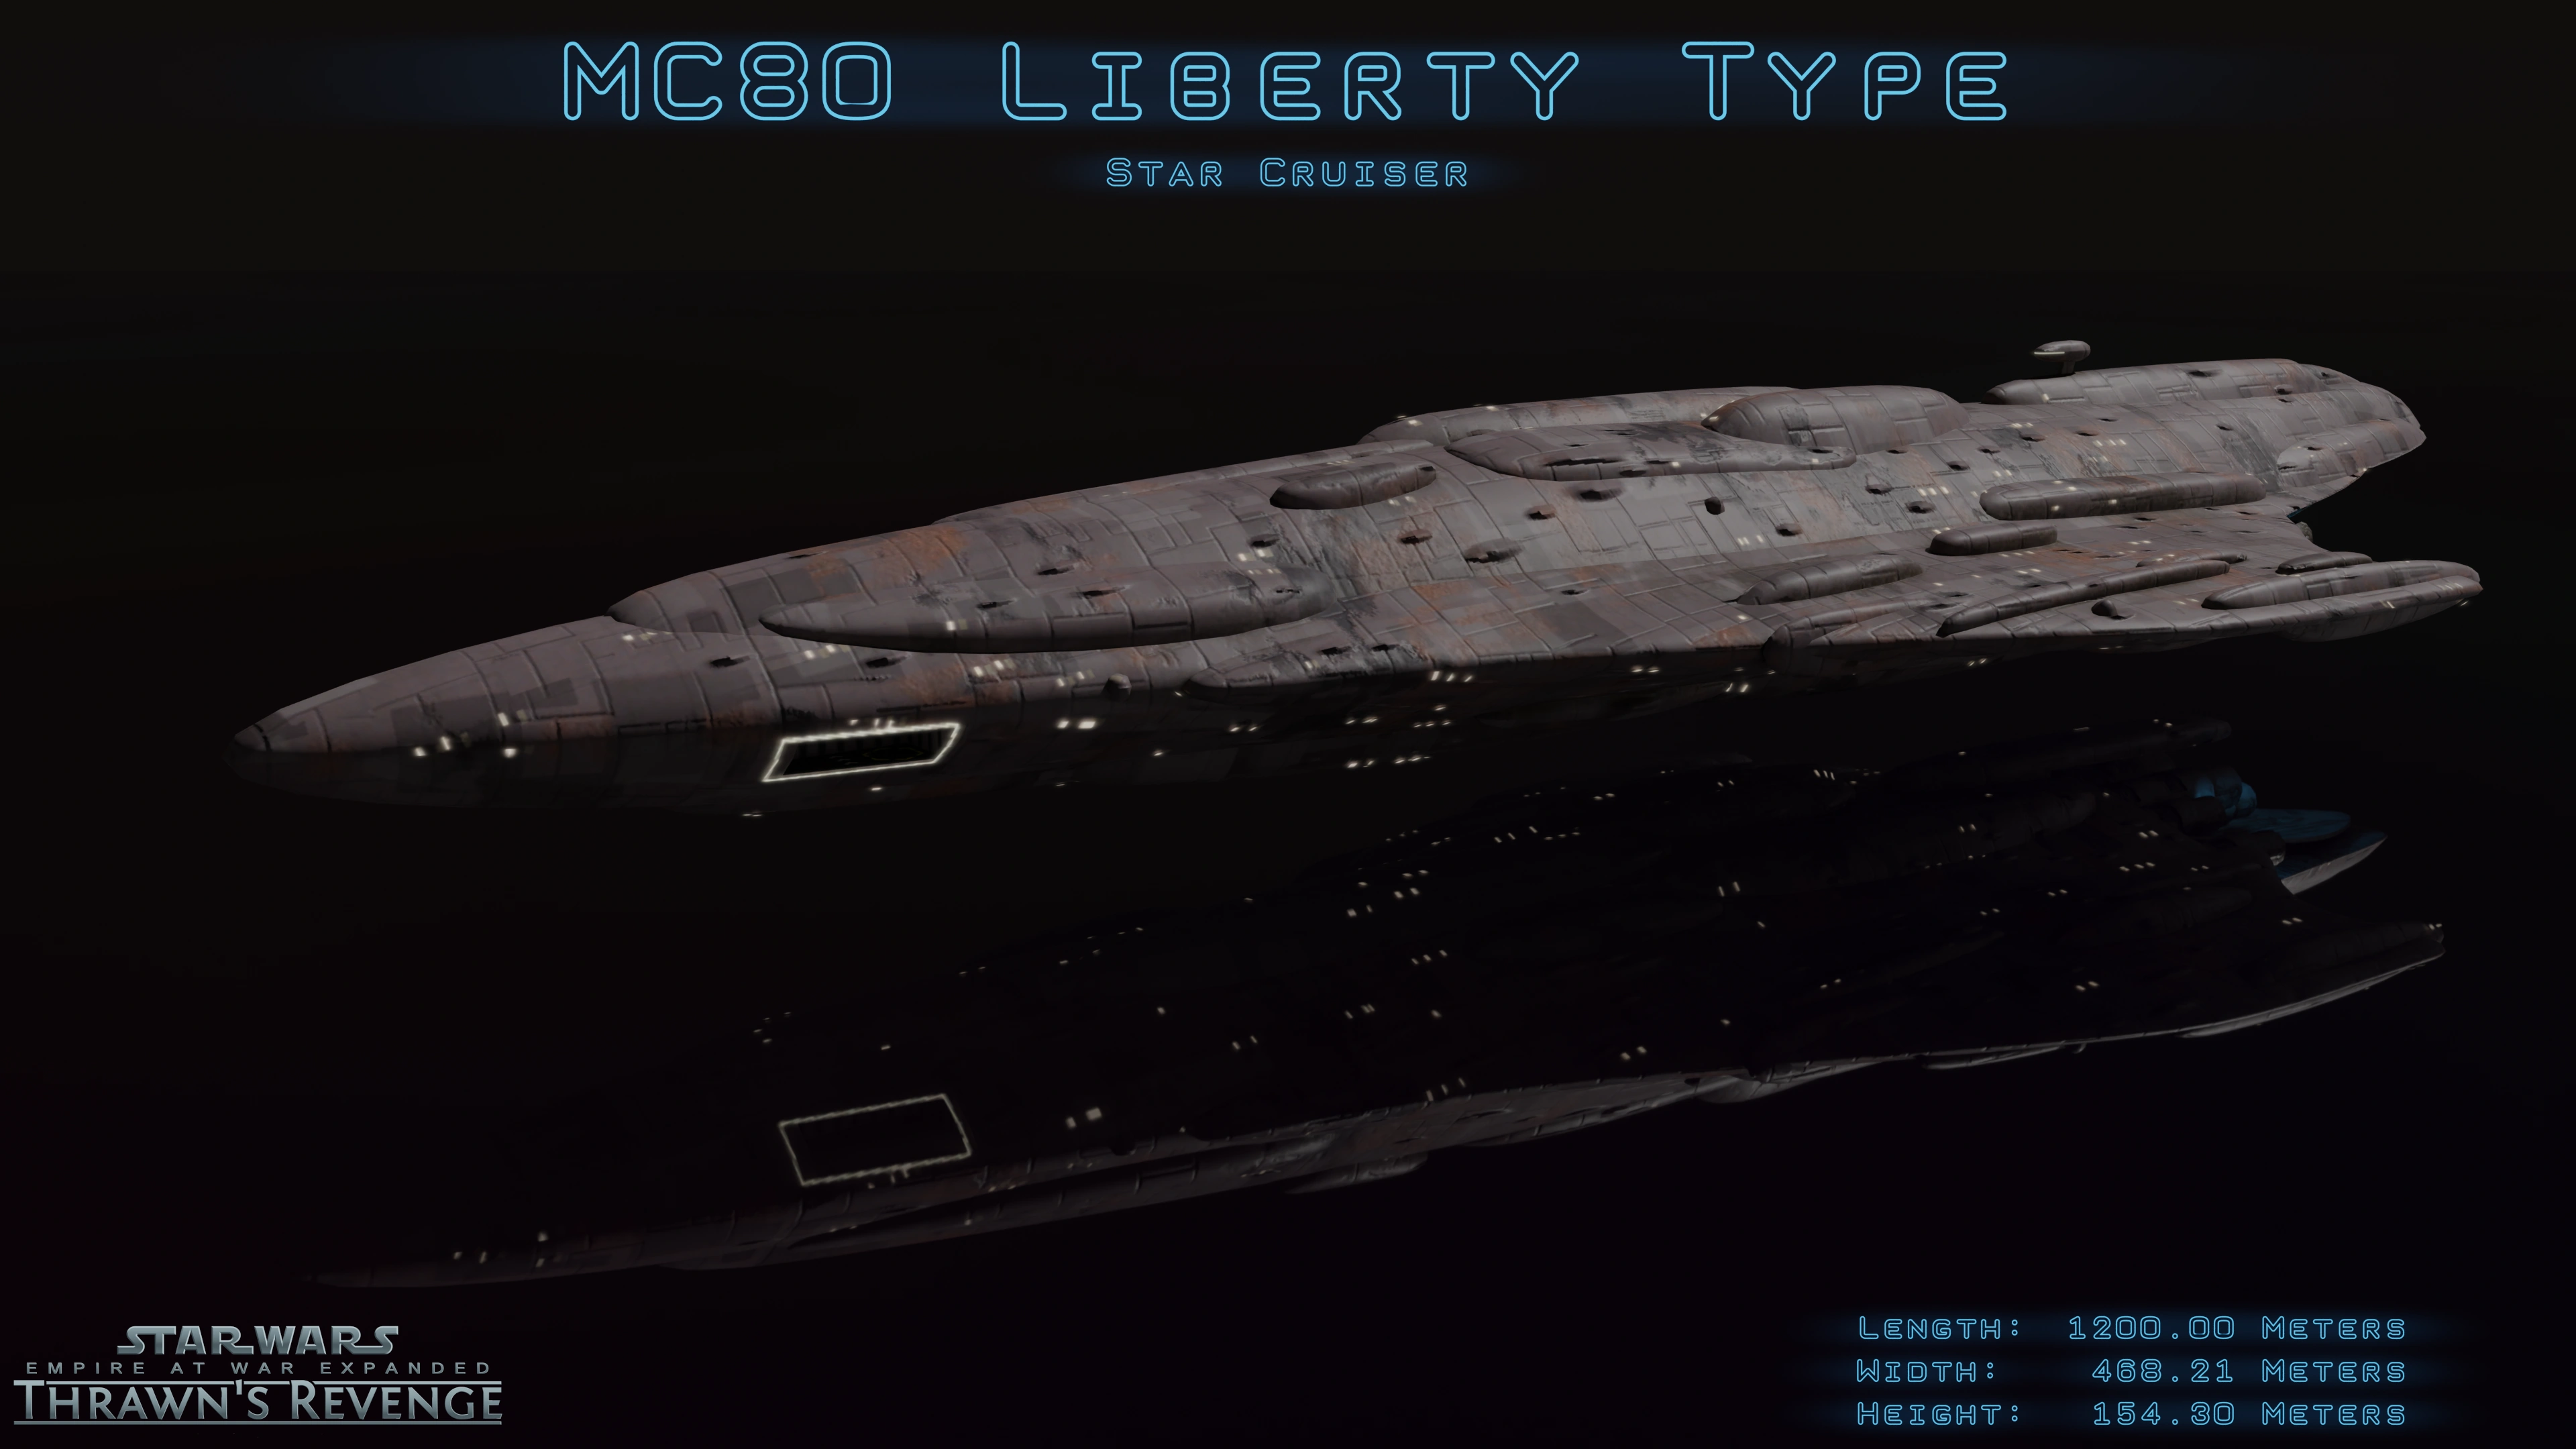 MC80 Liberty Type
Star Cruiser
Length: 1200.00 Meters
Width: 468.21 Meters
Height: 154.30 Meters
STAR WARS
EMPIRE AT WAR EXPANDED
THRAWN'S REVENGE